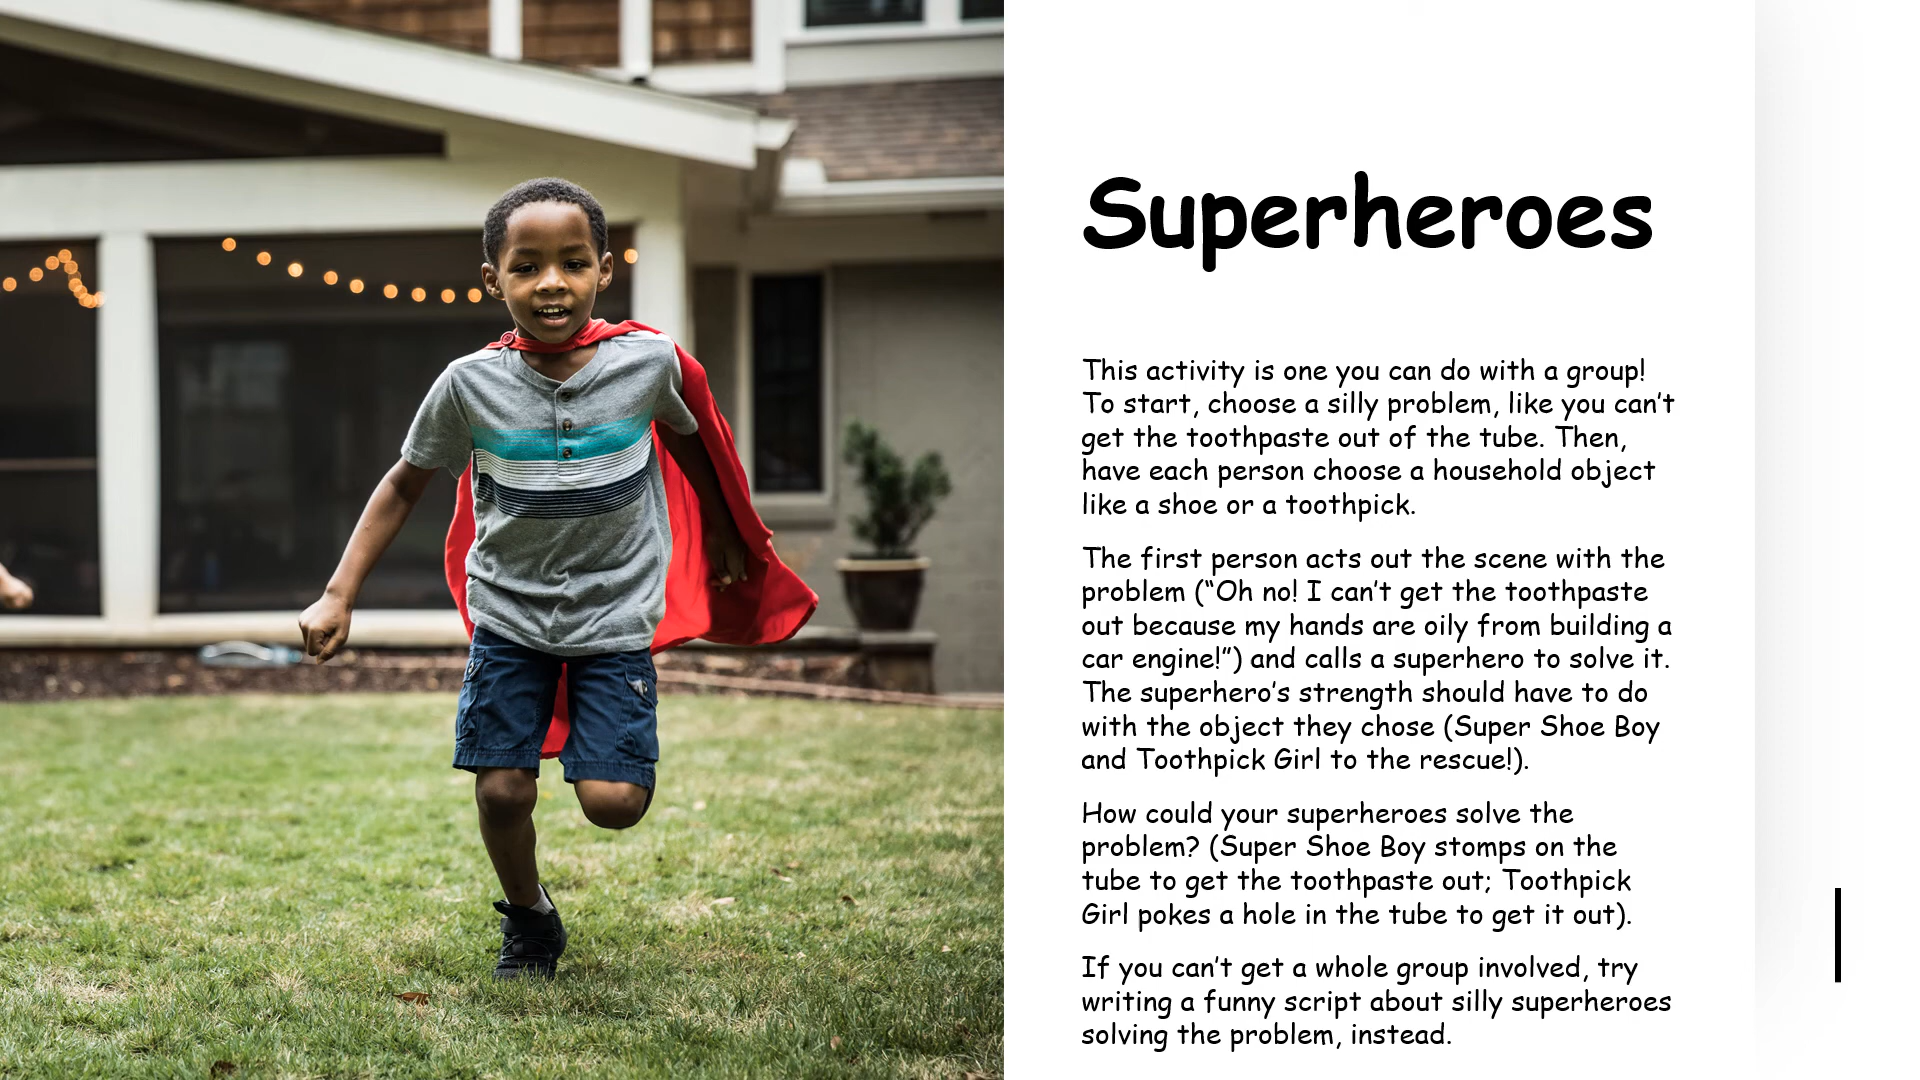 Superheroes
This activity is one you can do with a group!
To start, choose a silly problem, like you can’t
get the toothpaste out of the tube. Then,
have each person choose a household object
like a shoe or a toothpick.
The first person acts out the scene with the
problem (“Oh no! I can’t get the toothpaste
out because my hands are oily from building a
car engine!”) and calls a superhero to solve it.
The superhero’s strength should have to do
with the object they chose (Super Shoe Boy
and Toothpick Girl to the rescue!).
How could your superheroes solve the
problem? (Super Shoe Boy stomps on the
tube to get the toothpaste out; Toothpick
Girl pokes a hole in the tube to get it out).
If you can’t get a whole group involved, try
writing a funny script about silly superheroes
solving the problem, instead.